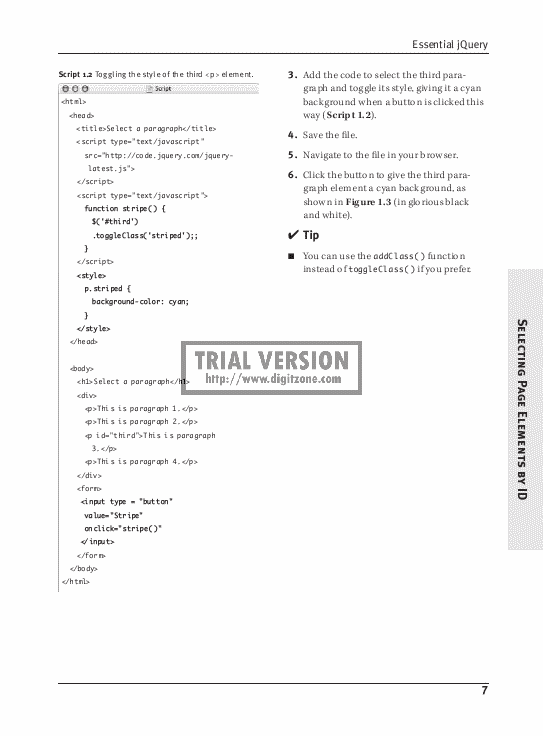 Essential jQuery
Script 1.2 Toggling the style of the third <p> element.
Script
<html>
<head>
<title>Select a paragraph</title>
<script type="text/javascript"
src="http://code.jquery.com/jquery-
latest.js">
</script>
<script type="text/javascript">
function stripe() {
$('#third')
.toggleClass('striped');;
}
</script>
<style>
p.striped {
background-color: cyan;
}
</style>
</head>
<body>
<h1>Select a paragraph</h1>
<div>
<p>This is paragraph 1.</p>
<p>This is paragraph 2.</p>
<p id="third">This is paragraph
3.</p>
<p>This is paragraph 4.</p>
</div>
<form>
<input type = "button"
value="Stripe"
onclick="stripe()"
</input>
</form>
</body>
</html>
3. Add the code to select the third para-
graph and toggle its style, giving it a cyan
background when a button is clicked this
way (Script 1.2).
4. Save the file.
5. Navigate to the file in your browser.
6. Click the button to give the third para-
graph element a cyan background, as
shown in Figure 1.3 (in glorious black
and white).
✔ Tip
■ You can use the addClass() function
instead of toggleClass() if you prefer.
TRIAL VERSION
http://www.digitzone.com
Selecting Page Elements by ID
7